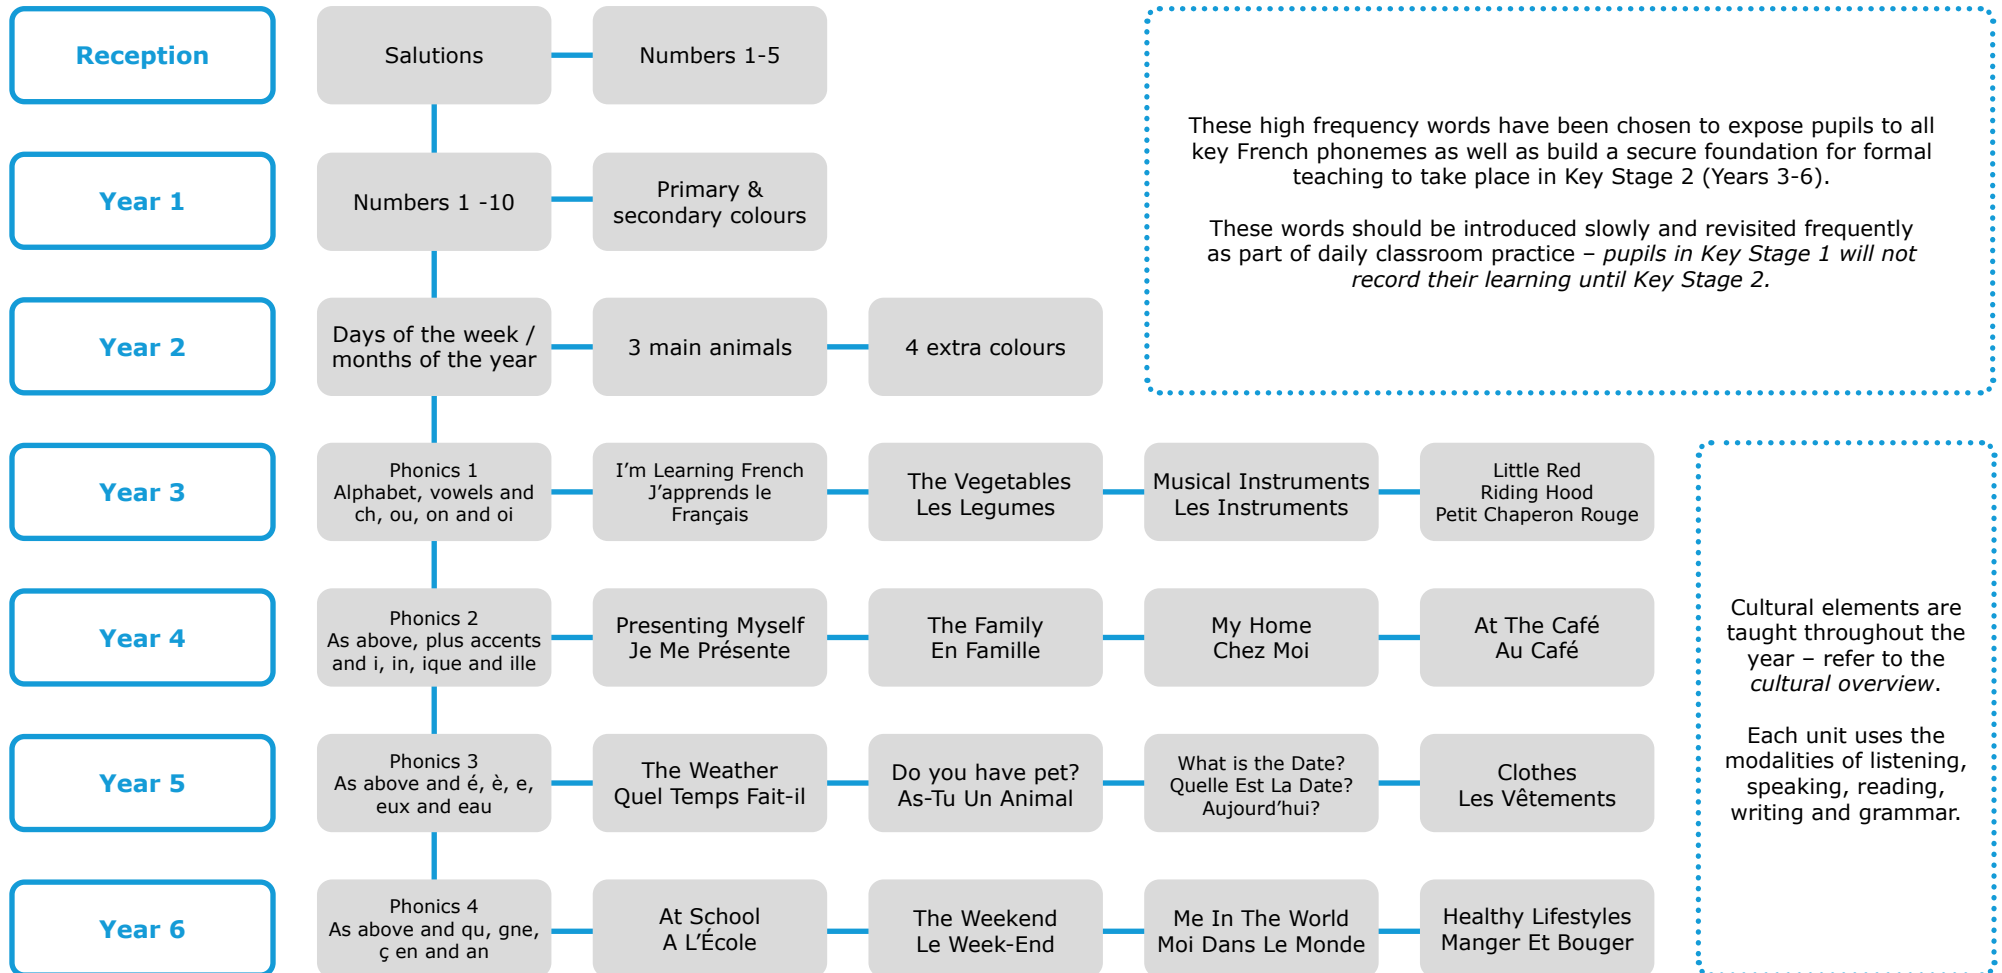 Reception
Salutions
Numbers 1-5
These high frequency words have been chosen to expose pupils to all
key French phonemes as well as build a secure foundation for formal
teaching to take place in Key Stage 2 (Years 3-6).
These words should be introduced slowly and revisited frequently
as part of daily classroom practice – pupils in Key Stage 1 will not
record their learning until Key Stage 2.
Year 1
Numbers 1 -10
Primary &
secondary colours
Year 2
Days of the week /
months of the year
3 main animals
4 extra colours
Year 3
Phonics 1
Alphabet, vowels and
ch, ou, on and oi
I'm Learning French
J'apprends le
Français
The Vegetables
Les Legumes
Musical Instruments
Les Instruments
Little Red
Riding Hood
Petit Chaperon Rouge
Cultural elements are
taught throughout the
year – refer to the
cultural overview.
Each unit uses the
modalities of listening,
speaking, reading,
writing and grammar.
Year 4
Phonics 2
As above, plus accents
and i, in, ique and ille
Presenting Myself
Je Me Présente
The Family
En Famille
My Home
Chez Moi
At The Café
Au Café
Year 5
Phonics 3
As above and é, è, e,
eux and eau
The Weather
Quel Temps Fait-il
Do you have pet?
As-Tu Un Animal
What is the Date?
Quelle Est La Date?
Aujourd'hui?
Clothes
Les Vêtements
Year 6
Phonics 4
As above and qu, gne,
ç en and an
At School
A L'École
The Weekend
Le Week-End
Me In The World
Moi Dans Le Monde
Healthy Lifestyles
Manger Et Bouger